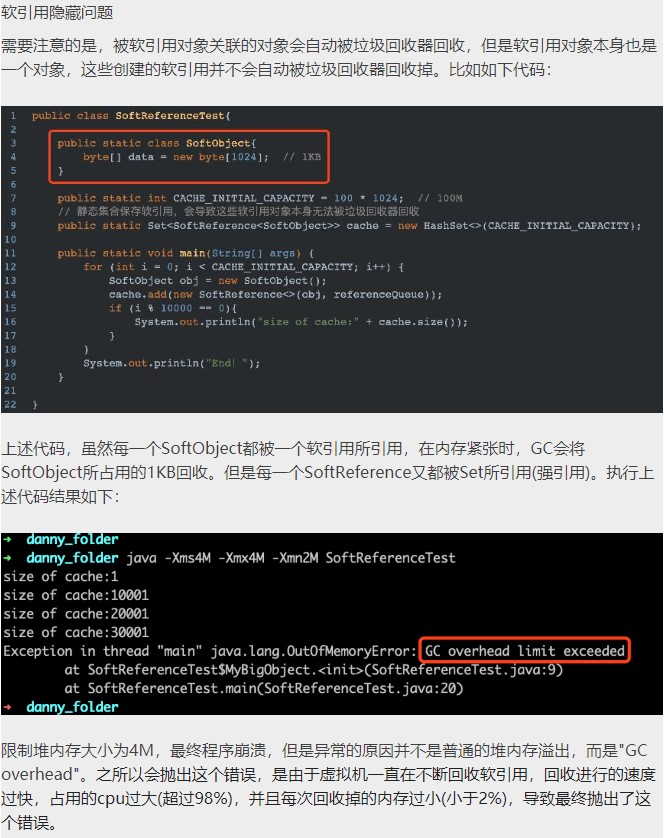 软引用隐藏问题
需要注意的是，被软引用对象关联的对象会自动被垃圾回收器回收，但是软引用对象本身也是
一个对象，这些创建的软引用并不会自动被垃圾回收器回收掉。比如如下代码：
1 public class SoftReferenceTest{
2
3 public static class SoftObject{
4 byte[] data = new byte[1024]; // 1KB
5 }
6
7 public static int CACHE_INITIAL_CAPACITY = 100 * 1024; // 100M
8 // 静态集合保存软引用，会导致这些软引用对象本身无法被垃圾回收器回收
9 public static Set<SoftReference<SoftObject>> cache = new HashSet<>(CACHE_INITIAL_CAPACITY);
10
11 public static void main(String[] args) {
12 for (int i = 0; i < CACHE_INITIAL_CAPACITY; i++) {
13 SoftObject obj = new SoftObject();
14 cache.add(new SoftReference<>(obj, referenceQueue));
15 if (i % 10000 == 0){
16 System.out.println("size of cache:" + cache.size());
17 }
18 }
19 System.out.println("End! ");
20 }
21
22 }
上述代码，虽然每一个SoftObject都被一个软引用所引用，在内存紧张时，GC会将
SoftObject所占用的1KB回收。但是每一个SoftReference又都被Set所引用(强引用)。执行上
述代码结果如下：
→ danny_folder
→ danny_folder java -Xms4M -Xmx4M -Xmn2M SoftReferenceTest
size of cache:1
size of cache:10001
size of cache:20001
size of cache:30001
Exception in thread "main" java.lang.OutOfMemoryError: GC overhead limit exceeded
at SoftReferenceTest$MyBigObject.<init>(SoftReferenceTest.java:9)
at SoftReferenceTest.main(SoftReferenceTest.java:20)
→ danny_folder
限制堆内存大小为4M，最终程序崩溃，但是异常的原因并不是普通的堆内存溢出，而是"GC
overhead"。之所以会抛出这个错误，是由于虚拟机一直在不断回收软引用，回收进行的速度
过快，占用的cpu过大(超过98%)，并且每次回收掉的内存过小(小于2%)，导致最终抛出了这
个错误。